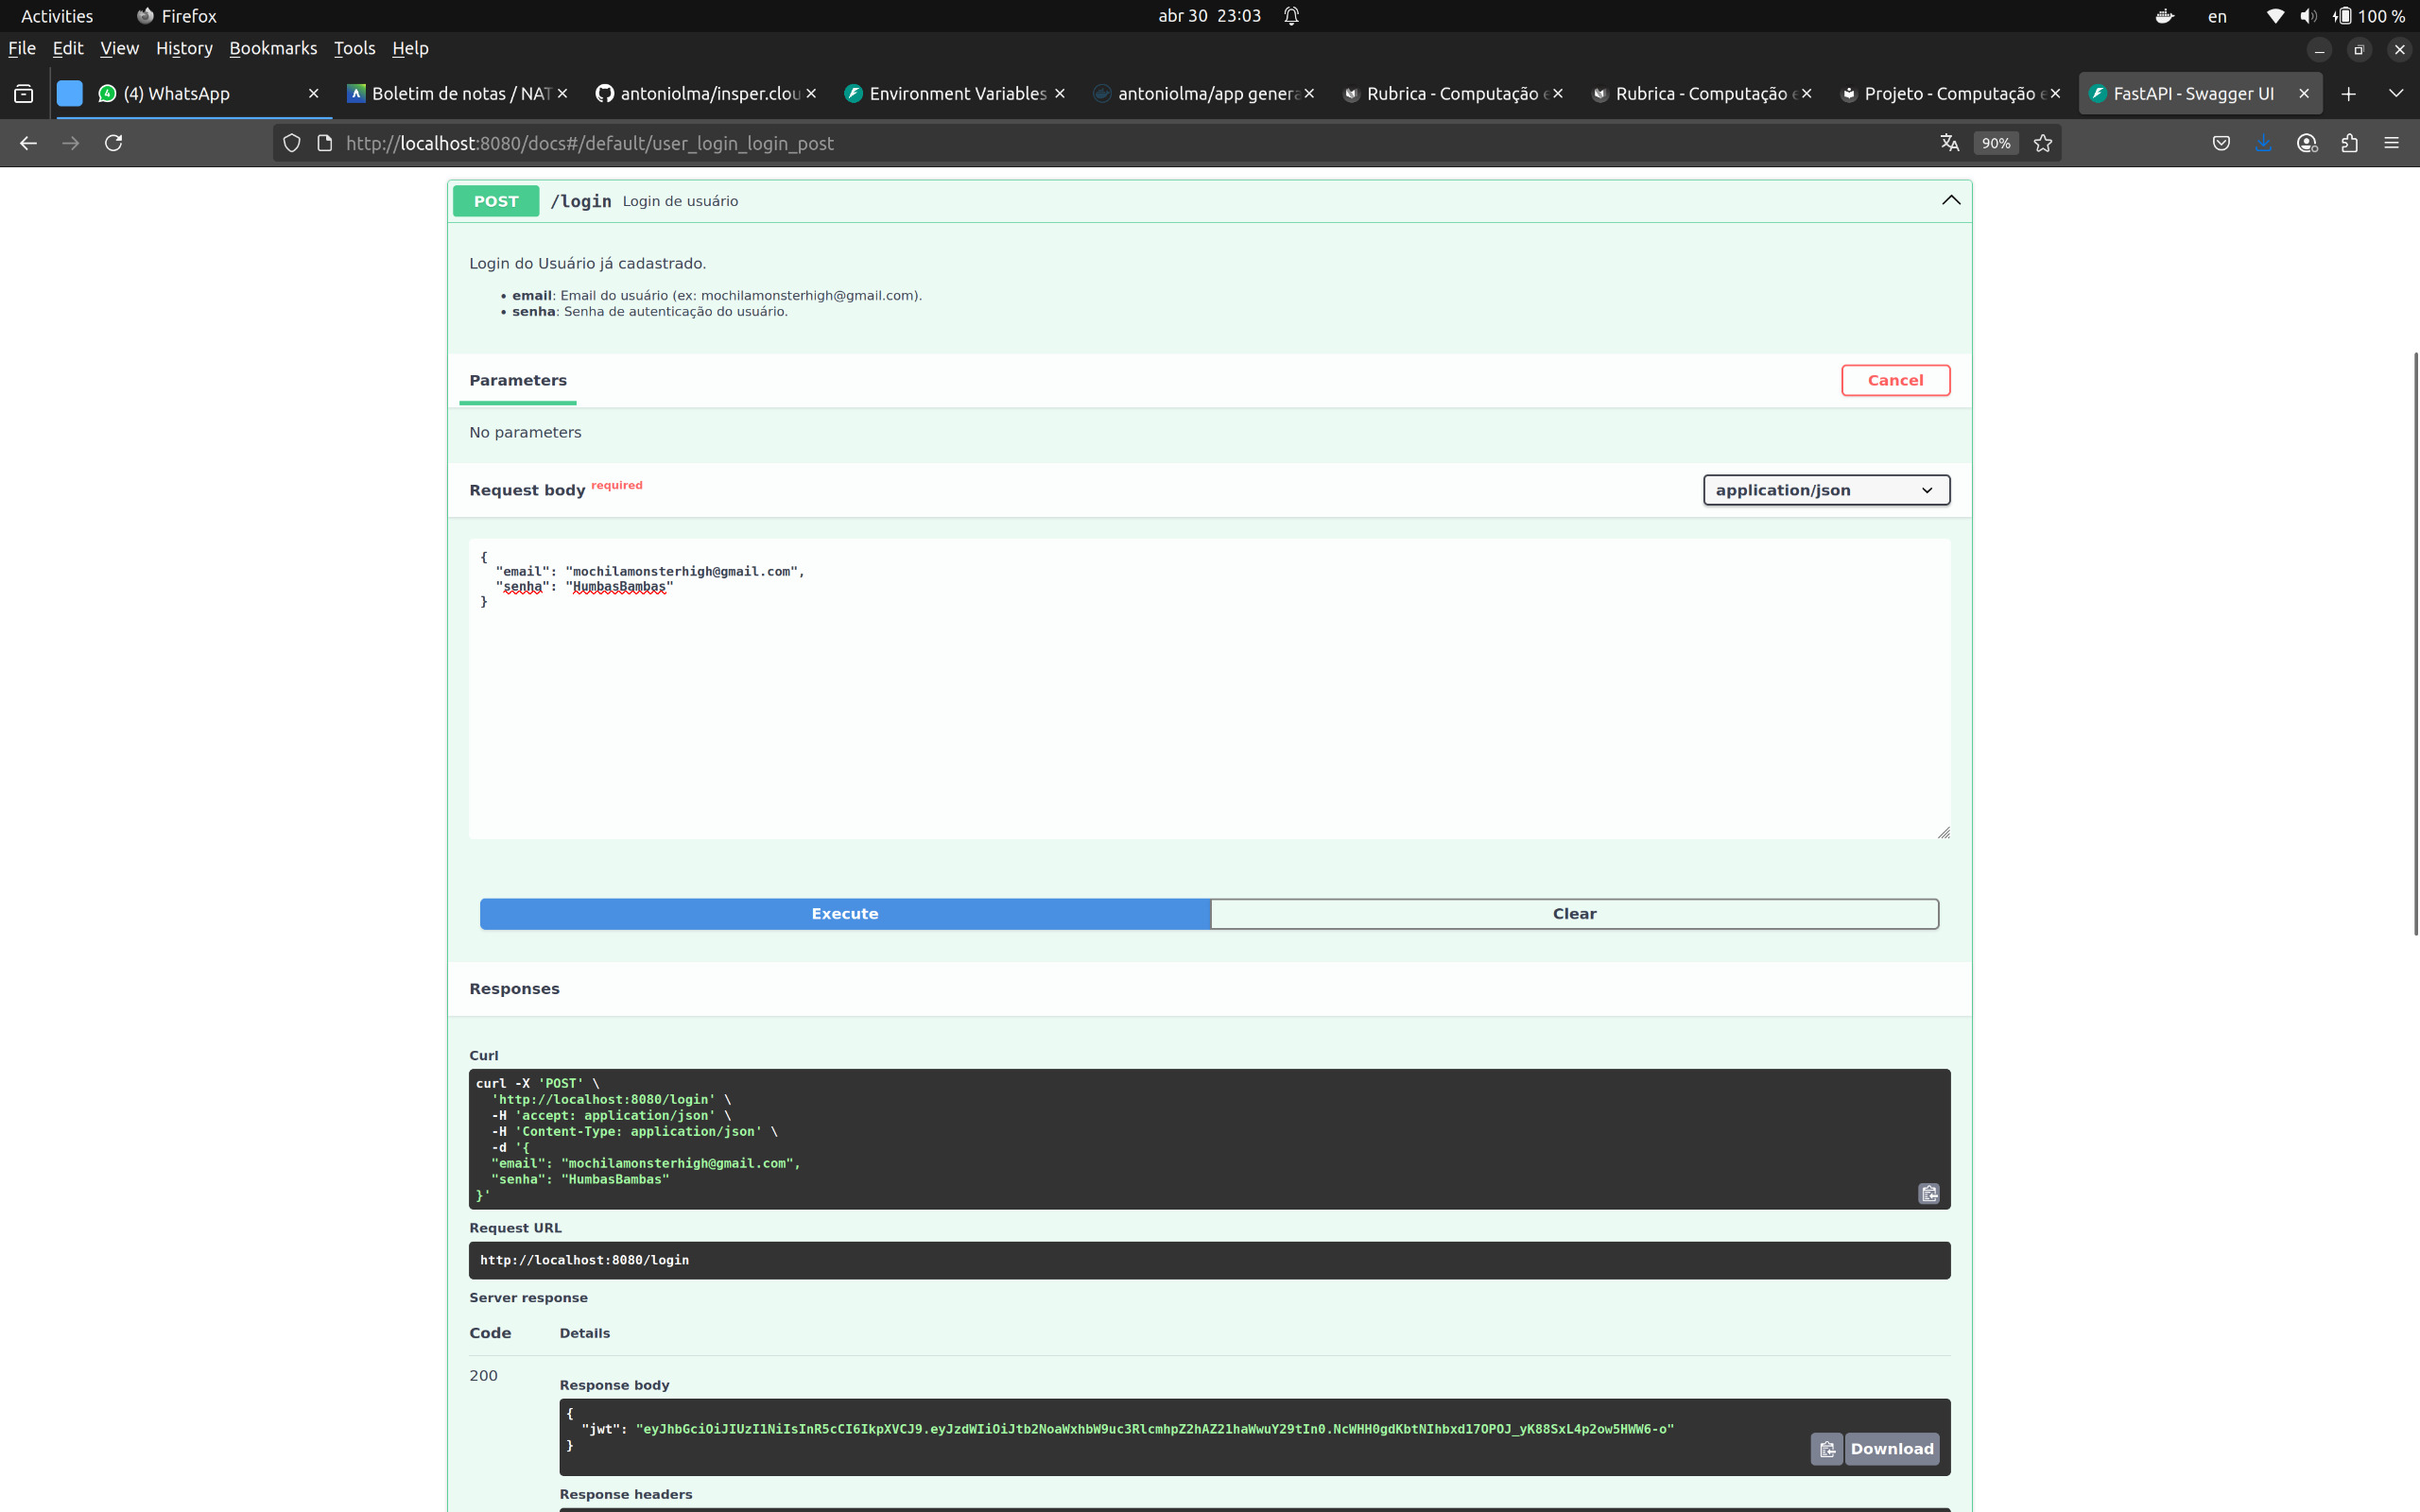 Activities Firefox abr 30 23:03 en 100 %
File Edit View History Bookmarks Tools Help
(4) WhatsApp Boletim de notas / NAT antoniolma/insper.clou Environment Variables antoniolma/app genera Rubrica - Computação e Rubrica - Computação e Projeto - Computação e FastAPI - Swagger UI
http://localhost:8080/docs#/default/user_login_login_post 90%
POST /login Login de usuário
Login do Usuário já cadastrado.
• email: Email do usuário (ex: mochilamonsterhigh@gmail.com).
• senha: Senha de autenticação do usuário.
Parameters Cancel
No parameters
Request body required application/json
{
"email": "mochilamonsterhigh@gmail.com",
"senha": "HumbasBambas"
}
Execute Clear
Responses
Curl
curl -X 'POST' \
'http://localhost:8080/login' \
-H 'accept: application/json' \
-H 'Content-Type: application/json' \
-d '{
"email": "mochilamonsterhigh@gmail.com",
"senha": "HumbasBambas"
}'
Request URL
http://localhost:8080/login
Server response
Code Details
200
Response body
{
"jwt": "eyJhbGciOiJIUzI1NiIsInR5cCI6IkpXVCJ9.eyJzdWIiOiJtb2NoaWxhbW9uc3RlcmhpZ2hAZ21haWwuY29tIn0.NcWHH0gdKbtNIhbxd17OPOJ_yK88SxL4p2ow5HWW6-o"
}
Download
Response headers